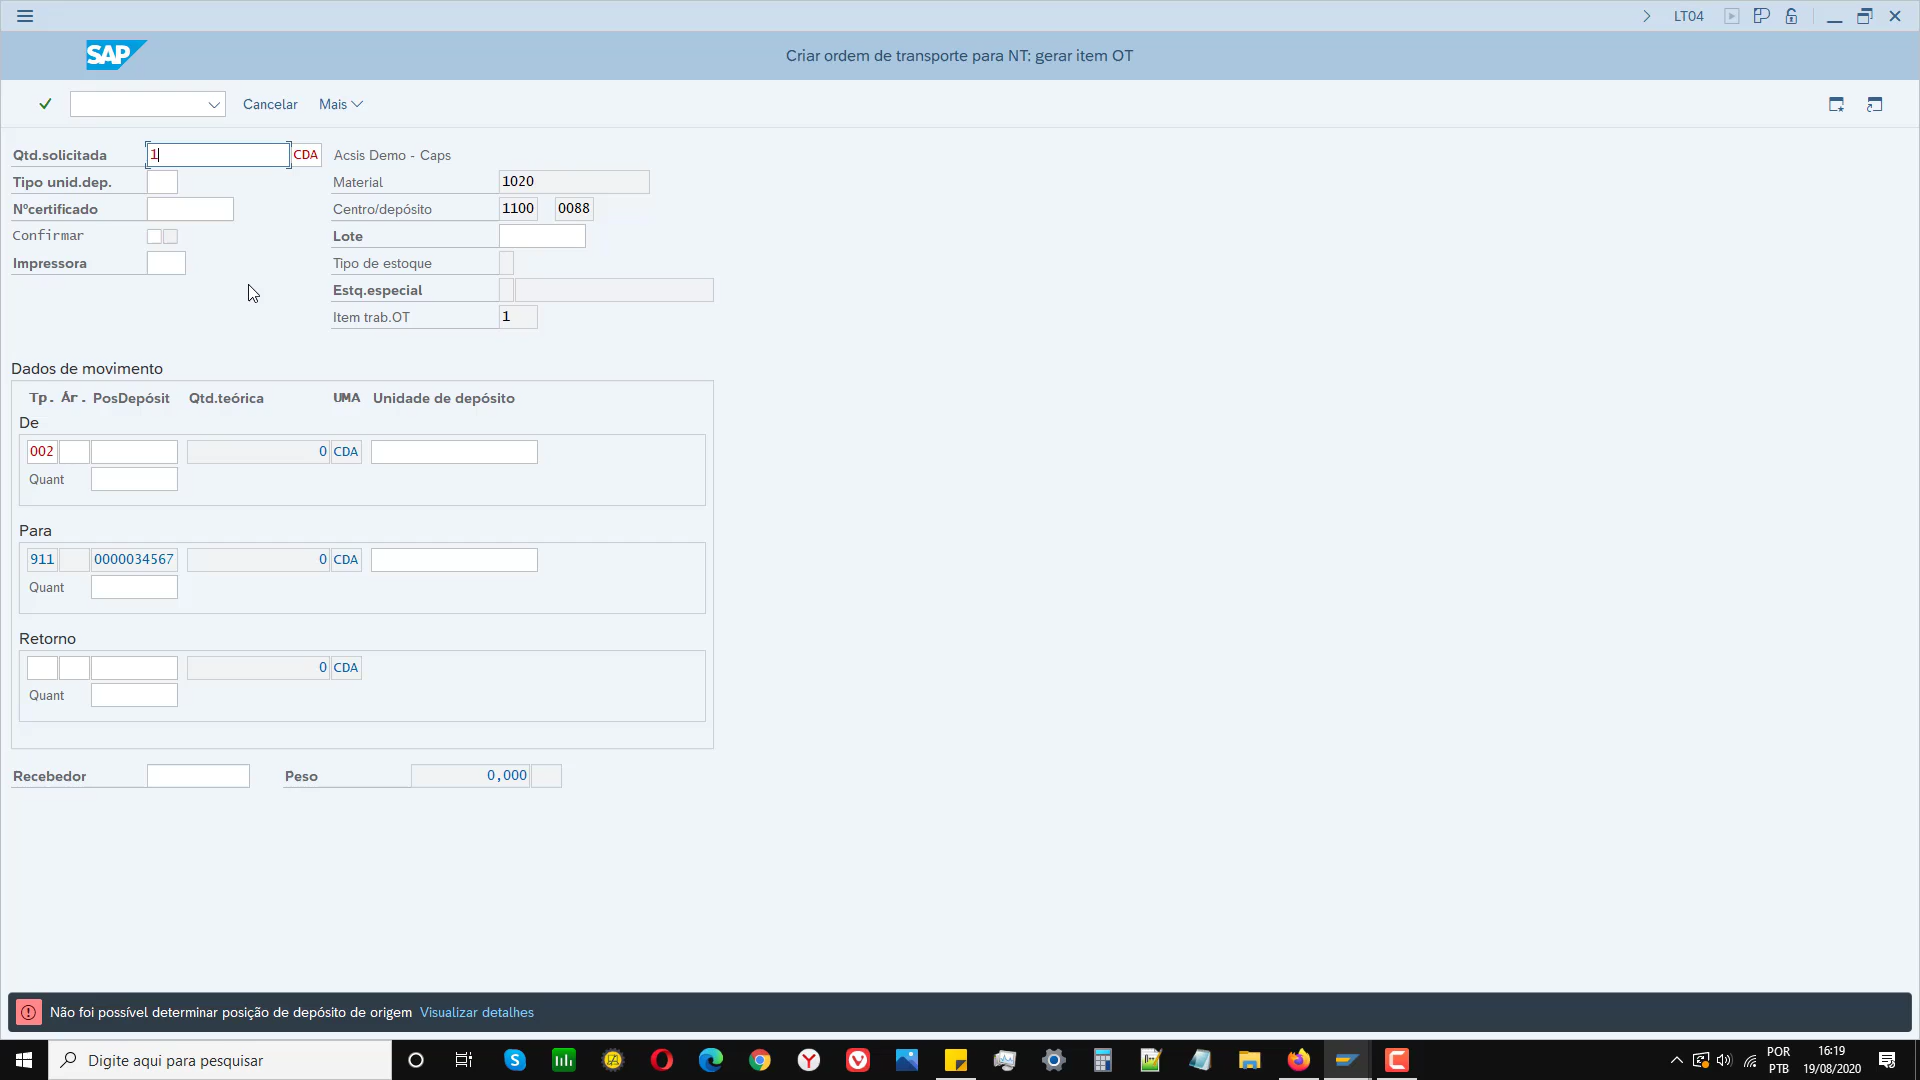 LT04
SAP
Criar ordem de transporte para NT: gerar item OT
Cancelar Mais
Qtd.solicitada 1 CDA Acsis Demo - Caps
Tipo unid.dep. Material 1020
Nºcertificado Centro/depósito 1100 0088
Confirmar Lote
Impressora Tipo de estoque
Estq.especial
Item trab.OT 1
Dados de movimento
Tp. Ár. PosDepósit Qtd.teórica UMA Unidade de depósito
De
002 0 CDA
Quant
Para
911 0000034567 0 CDA
Quant
Retorno
0 CDA
Quant
Recebedor Peso 0,000
Não foi possível determinar posição de depósito de origem Visualizar detalhes
Digite aqui para pesquisar
POR
PTB
16:19
19/08/2020